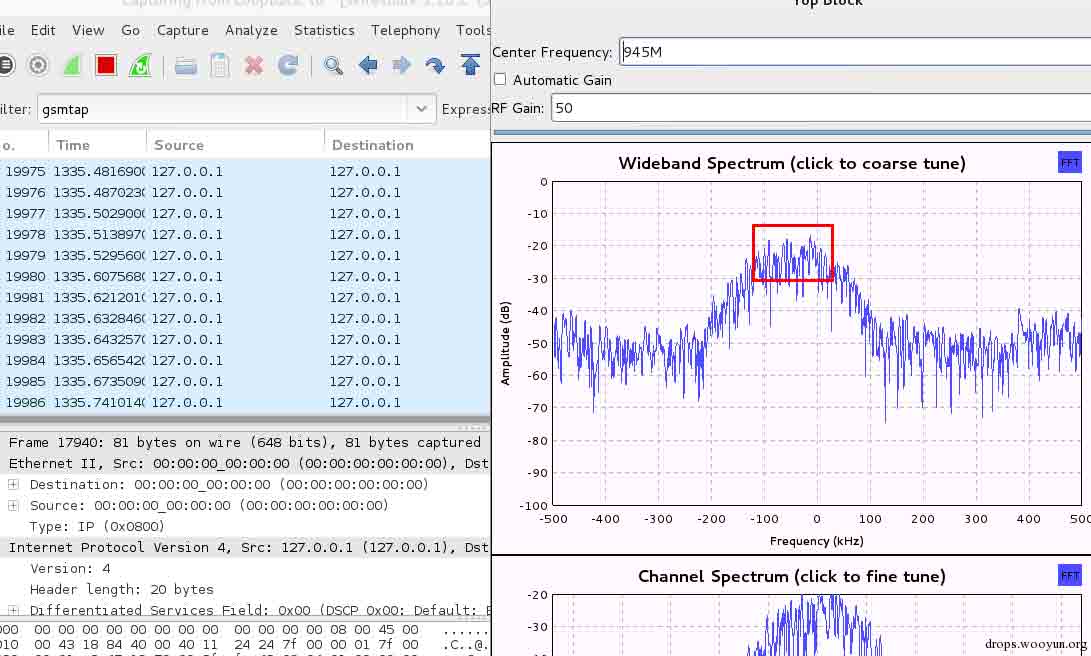 Top Block
ile Edit View Go Capture Analyze Statistics Telephony Tools
ilter: gsmtap Express
o. Time Source Destination
19975 1335.4816900 127.0.0.1 127.0.0.1
19976 1335.4870230 127.0.0.1 127.0.0.1
19977 1335.5029000 127.0.0.1 127.0.0.1
19978 1335.5138970 127.0.0.1 127.0.0.1
19979 1335.5295600 127.0.0.1 127.0.0.1
19980 1335.6075680 127.0.0.1 127.0.0.1
19981 1335.6212010 127.0.0.1 127.0.0.1
19982 1335.6328460 127.0.0.1 127.0.0.1
19983 1335.6432570 127.0.0.1 127.0.0.1
19984 1335.6565420 127.0.0.1 127.0.0.1
19985 1335.6735090 127.0.0.1 127.0.0.1
19986 1335.7410140 127.0.0.1 127.0.0.1
Frame 17940: 81 bytes on wire (648 bits), 81 bytes captured
Ethernet II, Src: 00:00:00_00:00:00 (00:00:00:00:00:00), Dst
Destination: 00:00:00_00:00:00 (00:00:00:00:00:00)
Source: 00:00:00_00:00:00 (00:00:00:00:00:00)
Type: IP (0x0800)
Internet Protocol Version 4, Src: 127.0.0.1 (127.0.0.1), Dst
Version: 4
Header length: 20 bytes
Differentiated Services Field: 0x00 (DSCP 0x00: Default; E
000 00 00 00 00 00 00 00 00 00 00 00 00 08 00 45 00 ......
010 00 43 18 84 40 00 40 11 24 24 7f 00 00 01 7f 00 .C..@.
Center Frequency: 945M
Automatic Gain
RF Gain: 50
Wideband Spectrum (click to coarse tune)
FFT
0
-10
-20
-30
-40
-50
-60
-70
-80
-90
-100
Amplitude (dB)
-500 -400 -300 -200 -100 0 100 200 300 400 500
Frequency (kHz)
Channel Spectrum (click to fine tune)
FFT
-20
-30
-40
drops.wooyun.org